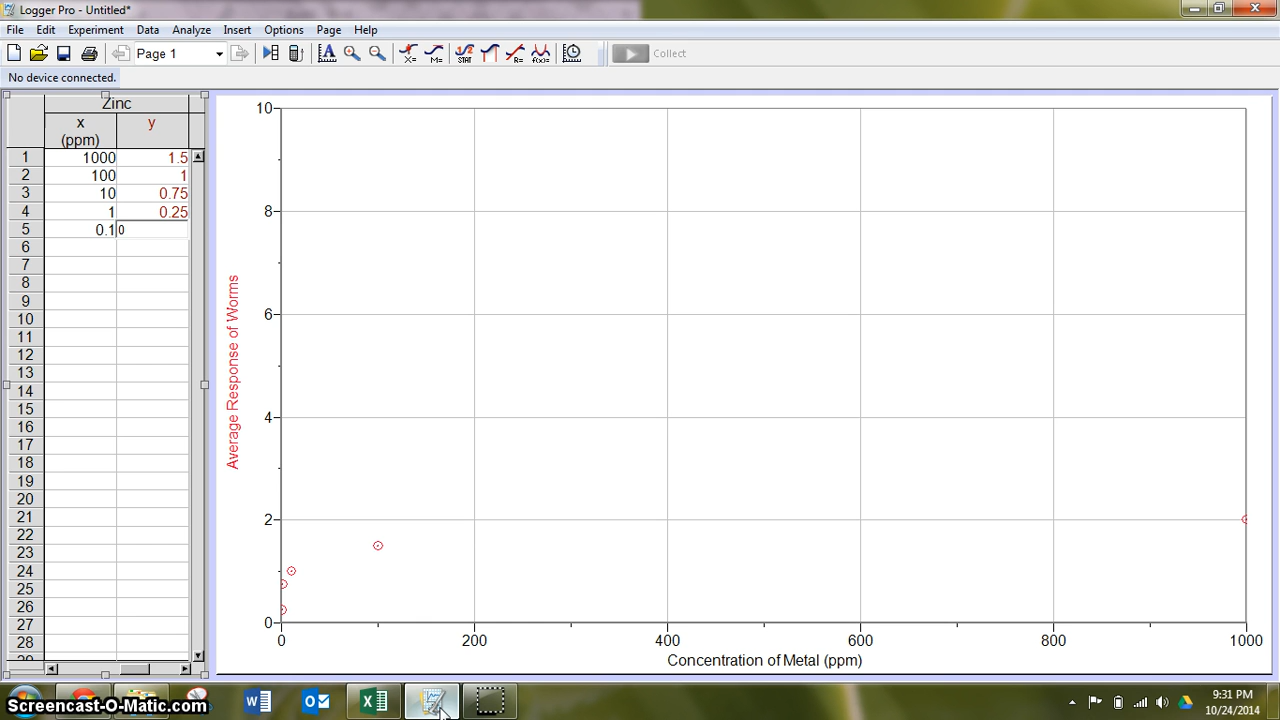 Logger Pro - Untitled*
File Edit Experiment Data Analyze Insert Options Page Help
Page 1
Collect
No device connected.
Zinc
x
(ppm)
y
1 1000 1.5
2 100 1
3 10 0.75
4 1 0.25
5 0.1 0
6
7
8
9
10
11
12
13
14
15
16
17
18
19
20
21
22
23
24
25
26
27
28
29
10
8
6
4
2
0
Average Response of Worms
0 200 400 600 800 1000
Concentration of Metal (ppm)
Screencast-O-Matic.com
9:31 PM
10/24/2014